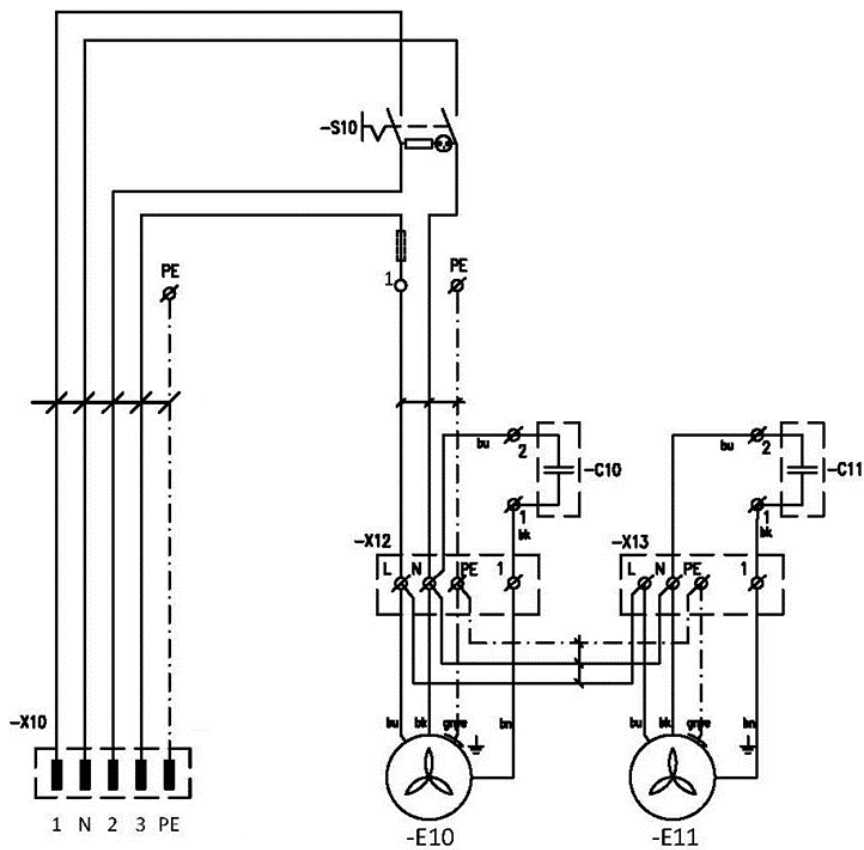 -S10
PE
1
PE
bu
2
-C10
1
bk
bu
2
-C11
1
bk
-X12
L N PE 1
-X13
L N PE 1
bu bk gnye bn
bu bk gnye bn
-X10
1 N 2 3 PE
-E10
-E11